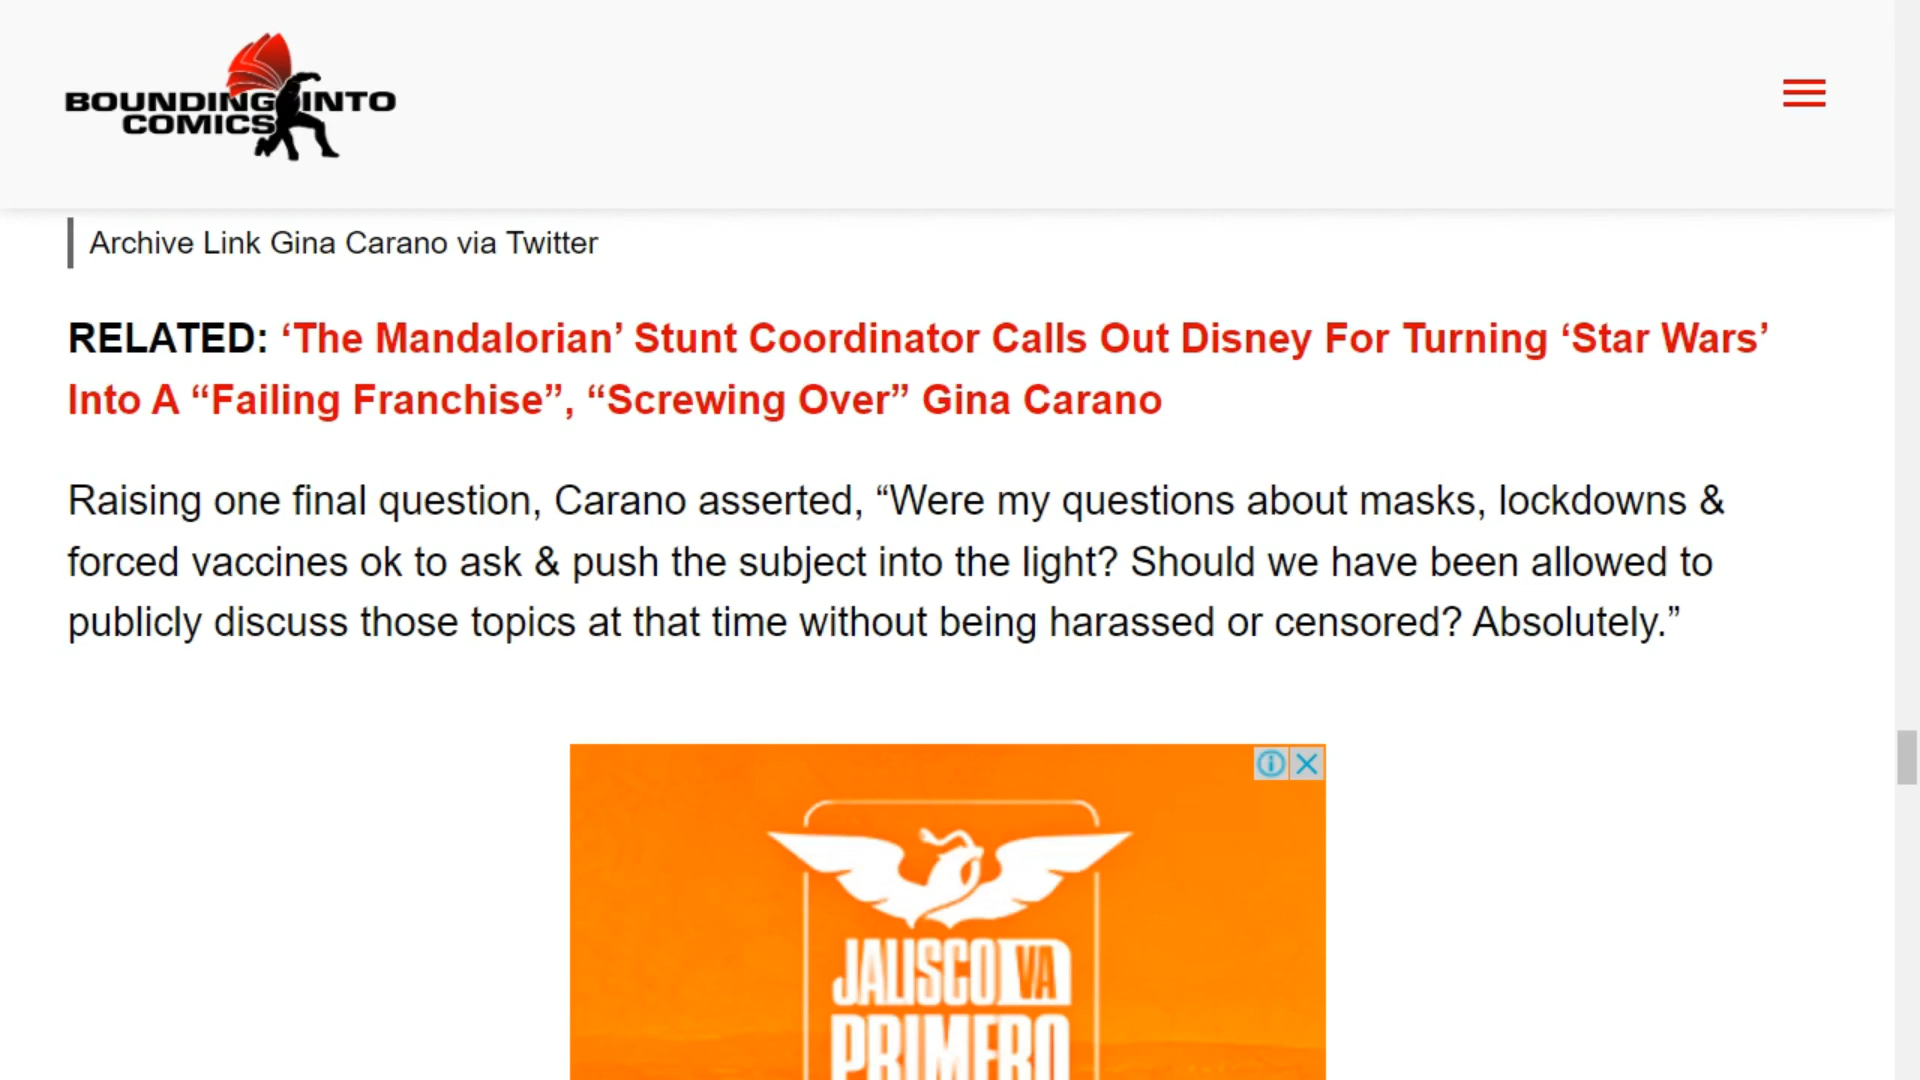 BOUNDING INTO
COMICS
Archive Link Gina Carano via Twitter
RELATED: ‘The Mandalorian’ Stunt Coordinator Calls Out Disney For Turning ‘Star Wars’
Into A “Failing Franchise”, “Screwing Over” Gina Carano
Raising one final question, Carano asserted, “Were my questions about masks, lockdowns &
forced vaccines ok to ask & push the subject into the light? Should we have been allowed to
publicly discuss those topics at that time without being harassed or censored? Absolutely.”
JALISCO VA
PRIMERO